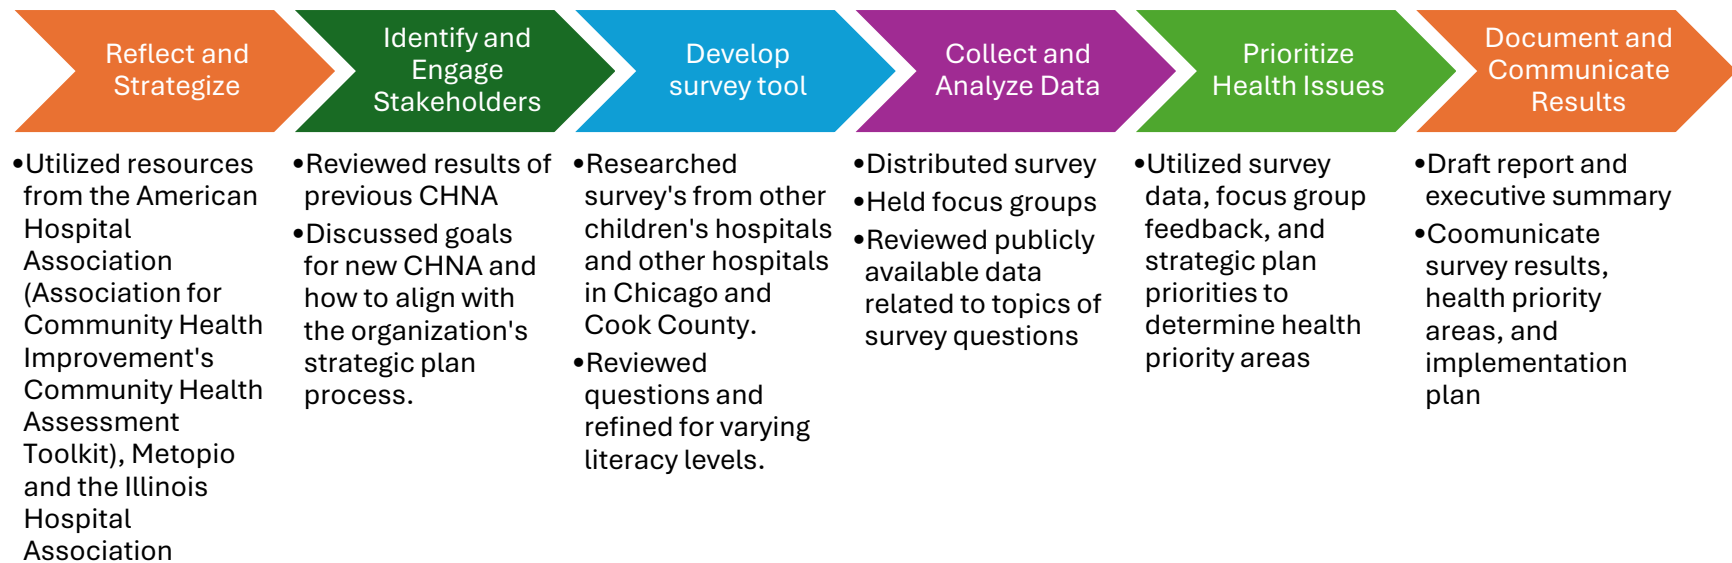 Reflect and
Strategize
Identify and
Engage
Stakeholders
Develop
survey tool
Collect and
Analyze Data
Prioritize
Health Issues
Document and
Communicate
Results
•Utilized resources
from the American
Hospital
Association
(Association for
Community Health
Improvement's
Community Health
Assessment
Toolkit), Metopio
and the Illinois
Hospital
Association
•Reviewed results of
previous CHNA
•Discussed goals
for new CHNA and
how to align with
the organization's
strategic plan
process.
•Researched
survey's from other
children's hospitals
and other hospitals
in Chicago and
Cook County.
•Reviewed
questions and
refined for varying
literacy levels.
•Distributed survey
•Held focus groups
•Reviewed publicly
available data
related to topics of
survey questions
•Utilized survey
data, focus group
feedback, and
strategic plan
priorities to
determine health
priority areas
•Draft report and
executive summary
•Coomunicate
survey results,
health priority
areas, and
implementation
plan